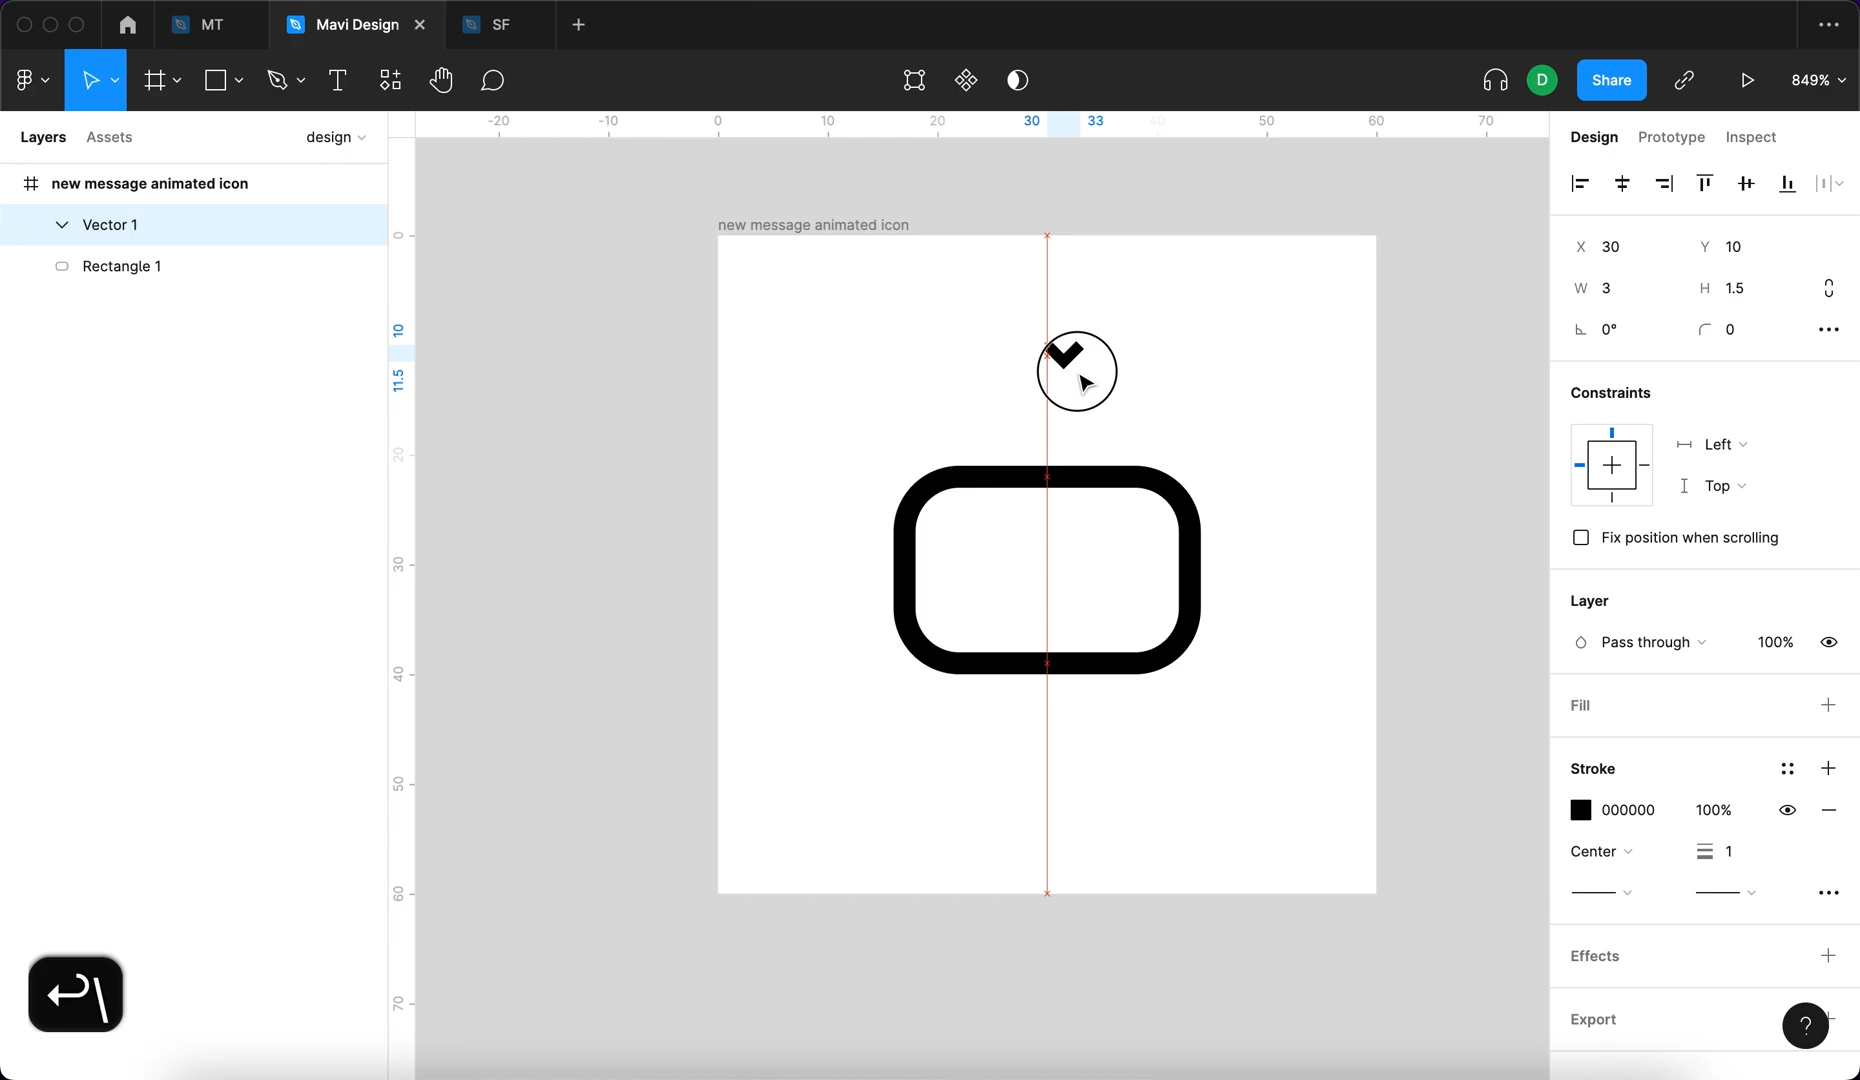 MT
Mavi Design
SF
D
Share
849%
Layers
Assets
design
new message animated icon
Vector 1
Rectangle 1
-20
-10
0
10
20
30
33
40
50
60
70
0
10
11.5
20
30
40
50
60
70
new message animated icon
Design
Prototype
Inspect
X 30
Y 10
W 3
H 1.5
0°
0
Constraints
Left
Top
Fix position when scrolling
Layer
Pass through
100%
Fill
Stroke
000000
100%
Center
1
Effects
Export
?